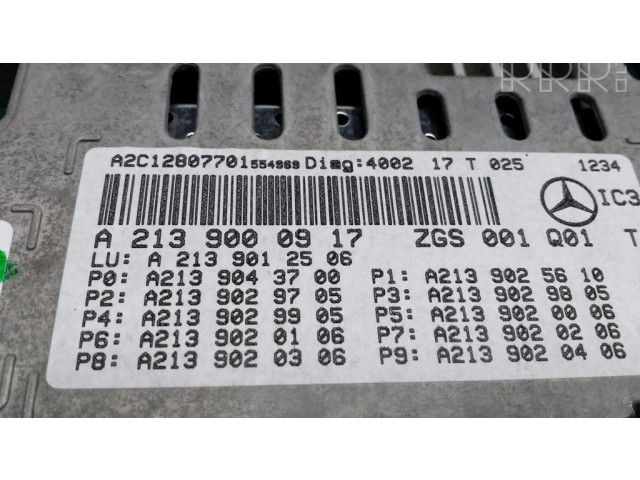 RRR
A2C12807701554969 Diag:4002 17 T 025 1234
IC3
A 213 900 09 17 ZGS 001 Q01 T
LU: A 213 901 25 06
P0: A213 904 37 00 P1: A213 902 56 10
P2: A213 902 97 05 P3: A213 902 98 05
P4: A213 902 99 05 P5: A213 902 00 06
P6: A213 902 01 06 P7: A213 902 02 06
P8: A213 902 03 06 P9: A213 902 04 06